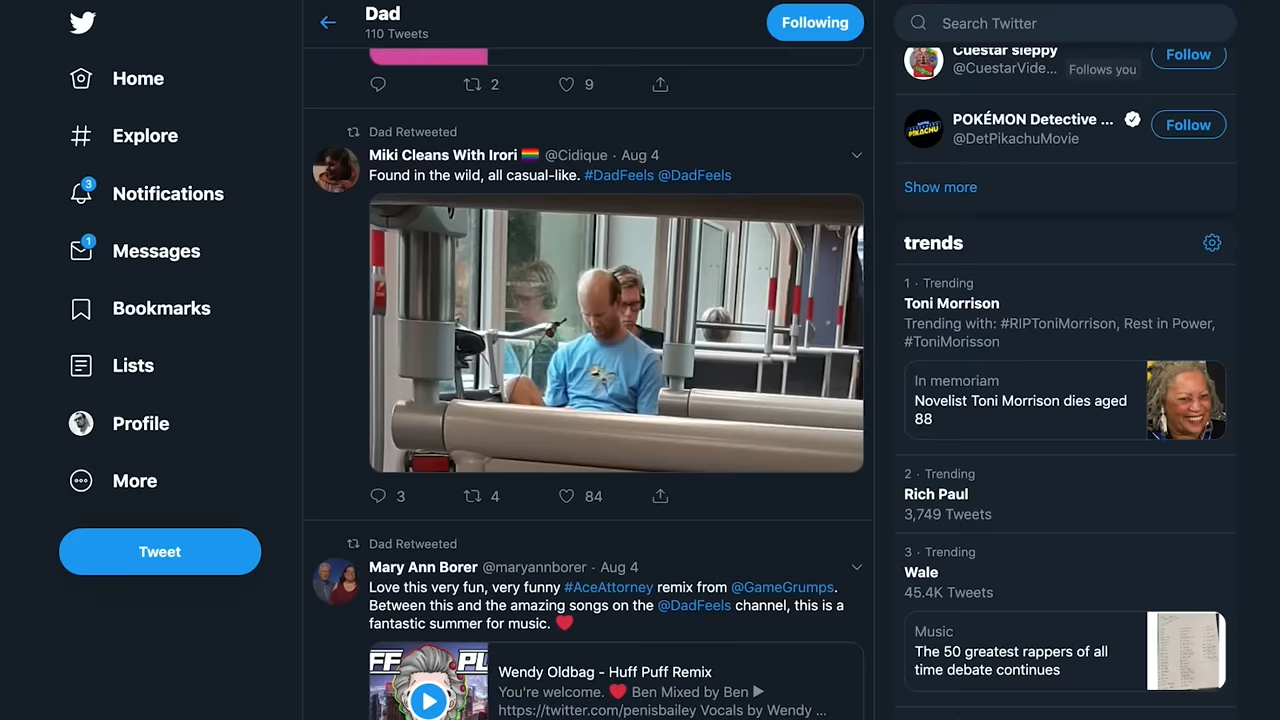 Home
Explore
3
Notifications
1
Messages
Bookmarks
Lists
Profile
More
Tweet
Dad
110 Tweets
Following
2
9
Dad Retweeted
Miki Cleans With Irori 🏳️‍🌈 @Cidique · Aug 4
Found in the wild, all casual-like. #DadFeels @DadFeels
3
4
84
Dad Retweeted
Mary Ann Borer @maryannborer · Aug 4
Love this very fun, very funny #AceAttorney remix from @GameGrumps.
Between this and the amazing songs on the @DadFeels channel, this is a
fantastic summer for music. ❤️
Wendy Oldbag - Huff Puff Remix
You're welcome. ❤️ Ben Mixed by Ben ►
https://twitter.com/penisbailey Vocals by Wendy ...
Search Twitter
Cuestar sleppy
@CuestarVide... Follows you
Follow
POKÉMON Detective ...
@DetPikachuMovie
Follow
Show more
trends
1 · Trending
Toni Morrison
Trending with: #RIPToniMorrison, Rest in Power,
#ToniMorisson
In memoriam
Novelist Toni Morrison dies aged
88
2 · Trending
Rich Paul
3,749 Tweets
3 · Trending
Wale
45.4K Tweets
Music
The 50 greatest rappers of all
time debate continues